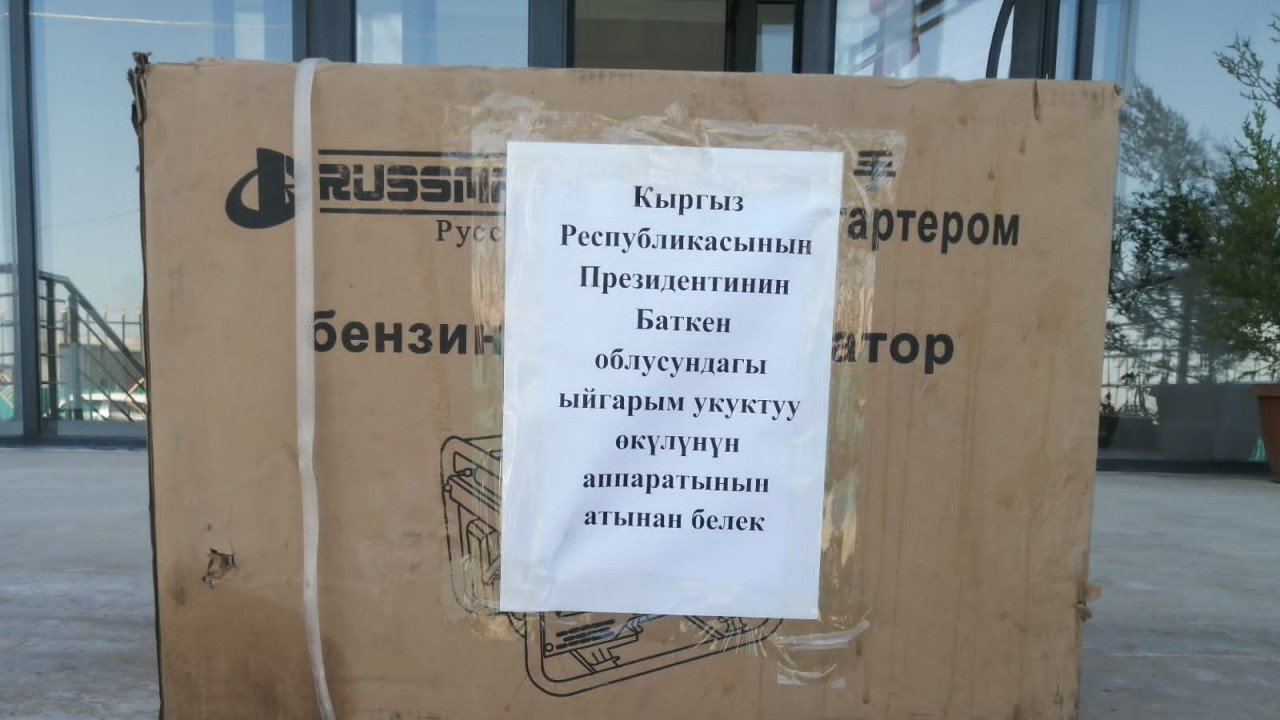 RUSSMA
Русс
тартером
бензин
атор
Кыргыз
Республикасынын
Президентинин
Баткен
облусундагы
ыйгарым укуктуу
өкүлүнүн
аппаратынын
атынан белек